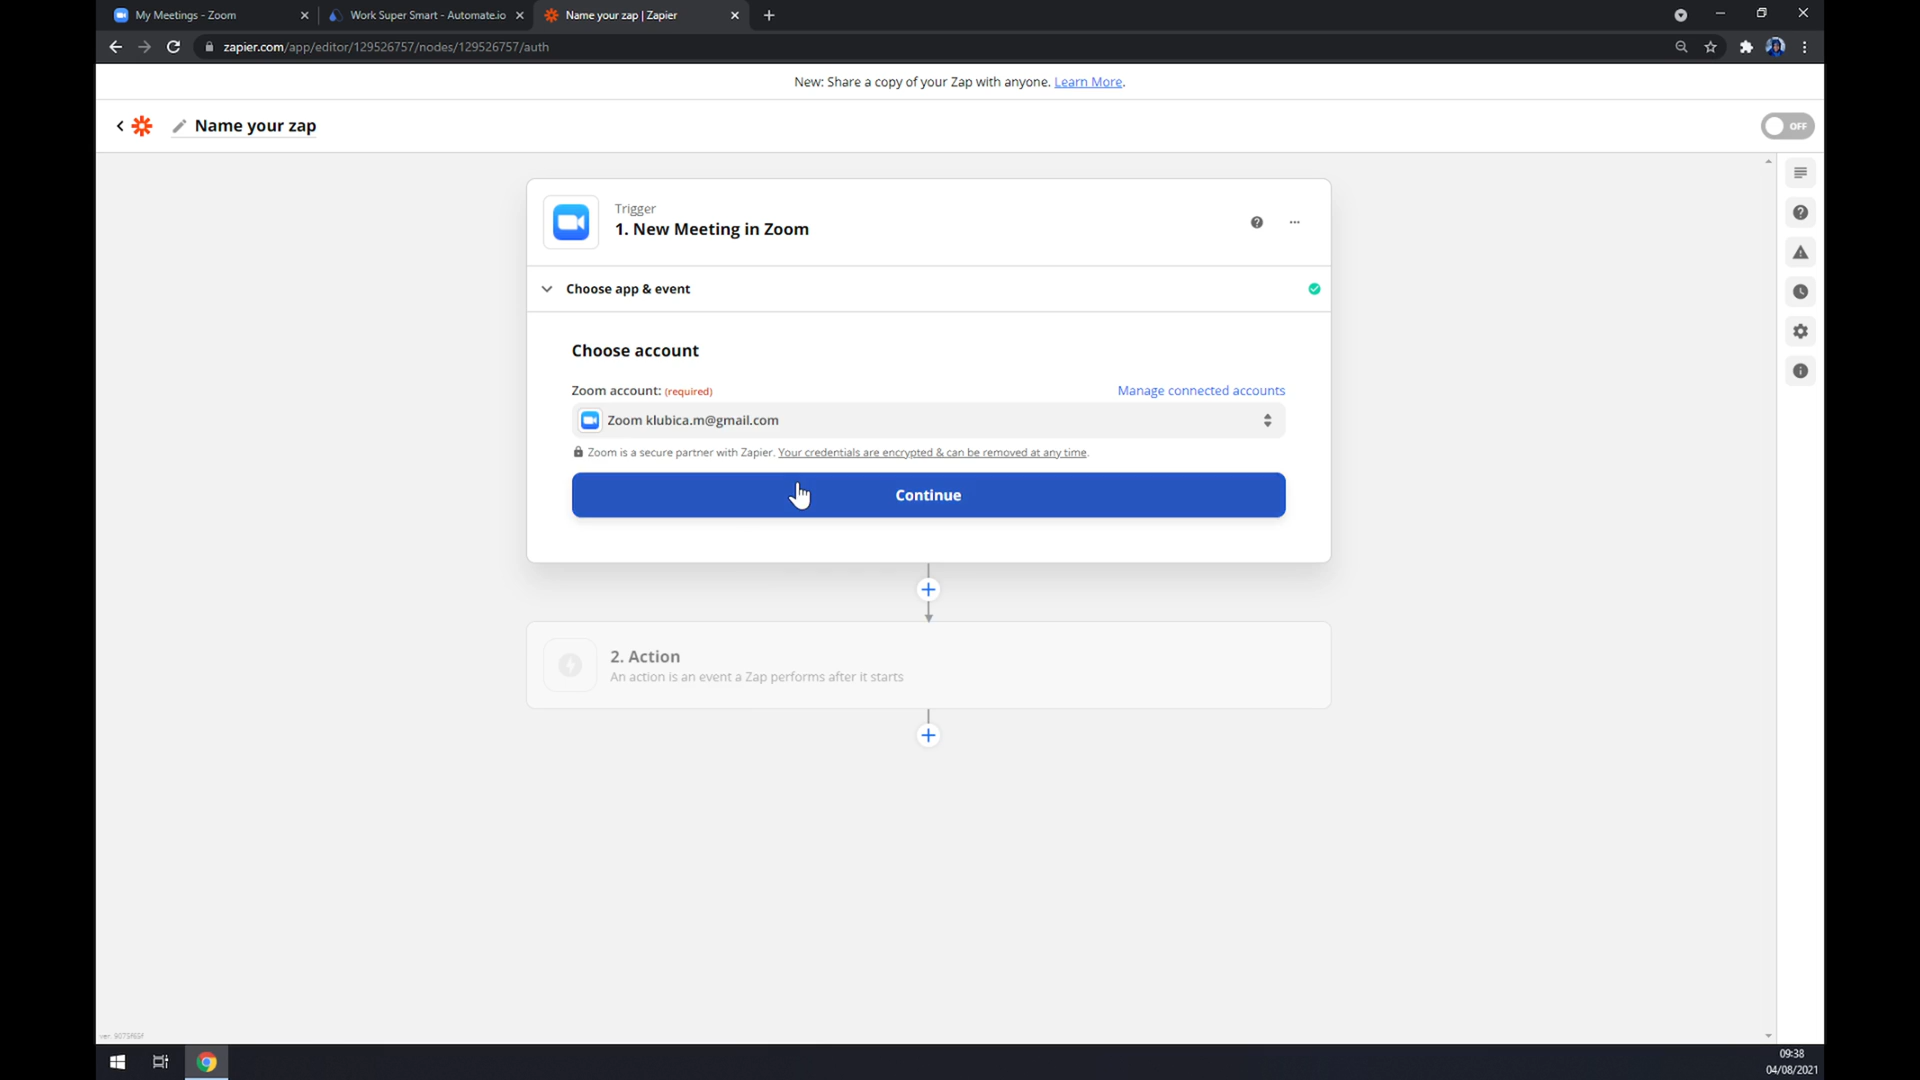 My Meetings - Zoom
Work Super Smart - Automate.io
Name your zap | Zapier
zapier.com/app/editor/129526757/nodes/129526757/auth
New: Share a copy of your Zap with anyone. Learn More.
Name your zap
OFF
Trigger
1. New Meeting in Zoom
Choose app & event
Choose account
Zoom account: (required)
Manage connected accounts
Zoom klubica.m@gmail.com
Zoom is a secure partner with Zapier. Your credentials are encrypted & can be removed at any time.
Continue
2. Action
An action is an event a Zap performs after it starts
09:38
04/08/2021